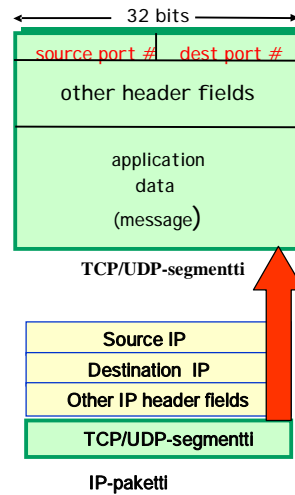 32 bits
source port # dest port #
other header fields
application
data
(message)
TCP/UDP-segmentti
Source IP
Destination IP
Other IP header fields
TCP/UDP-segmentti
IP-paketti